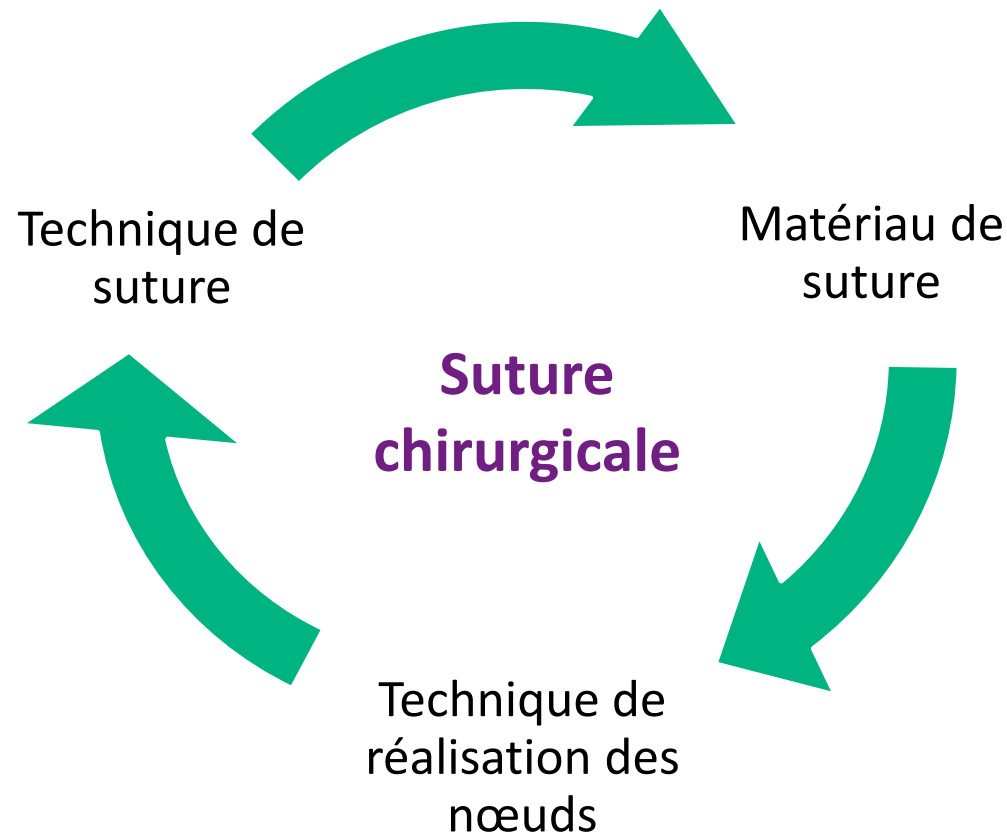 Technique de
suture
Matériau de
suture
Suture
chirurgicale
Technique de
réalisation des
nœuds